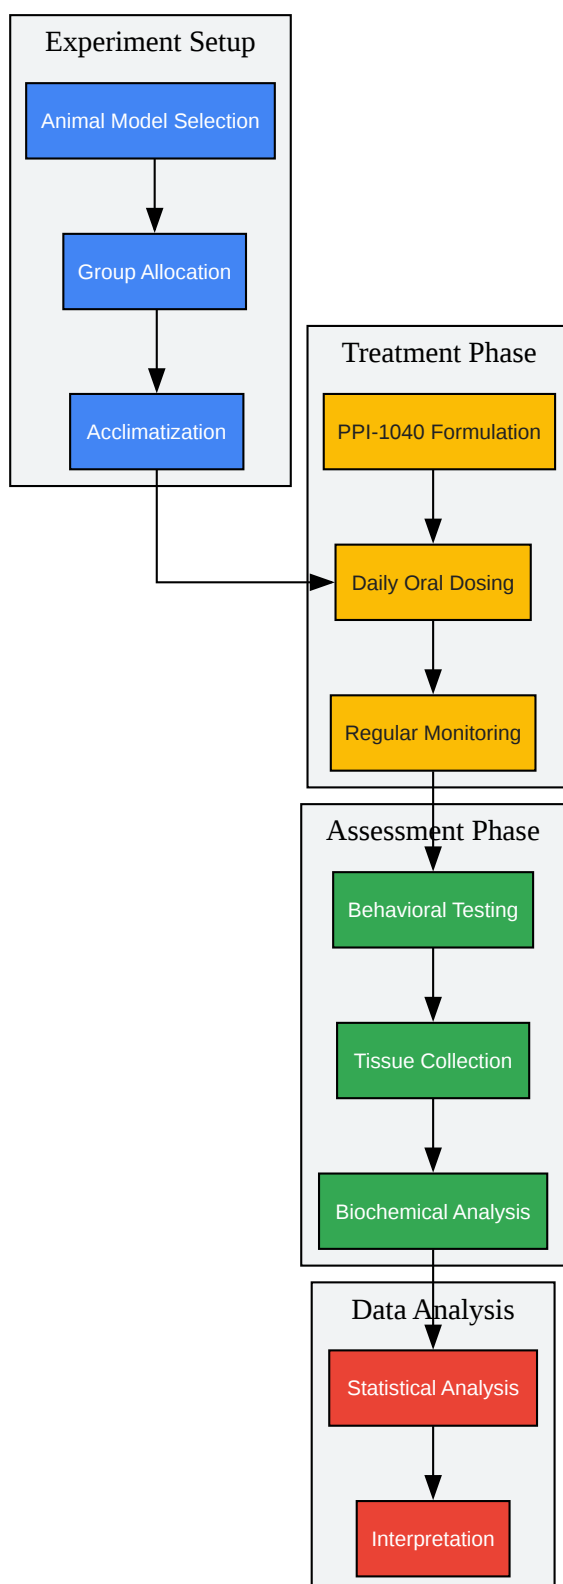 Experiment Setup
Animal Model Selection
Group Allocation
Acclimatization
Treatment Phase
PPI-1040 Formulation
Daily Oral Dosing
Regular Monitoring
Assessment Phase
Behavioral Testing
Tissue Collection
Biochemical Analysis
Data Analysis
Statistical Analysis
Interpretation